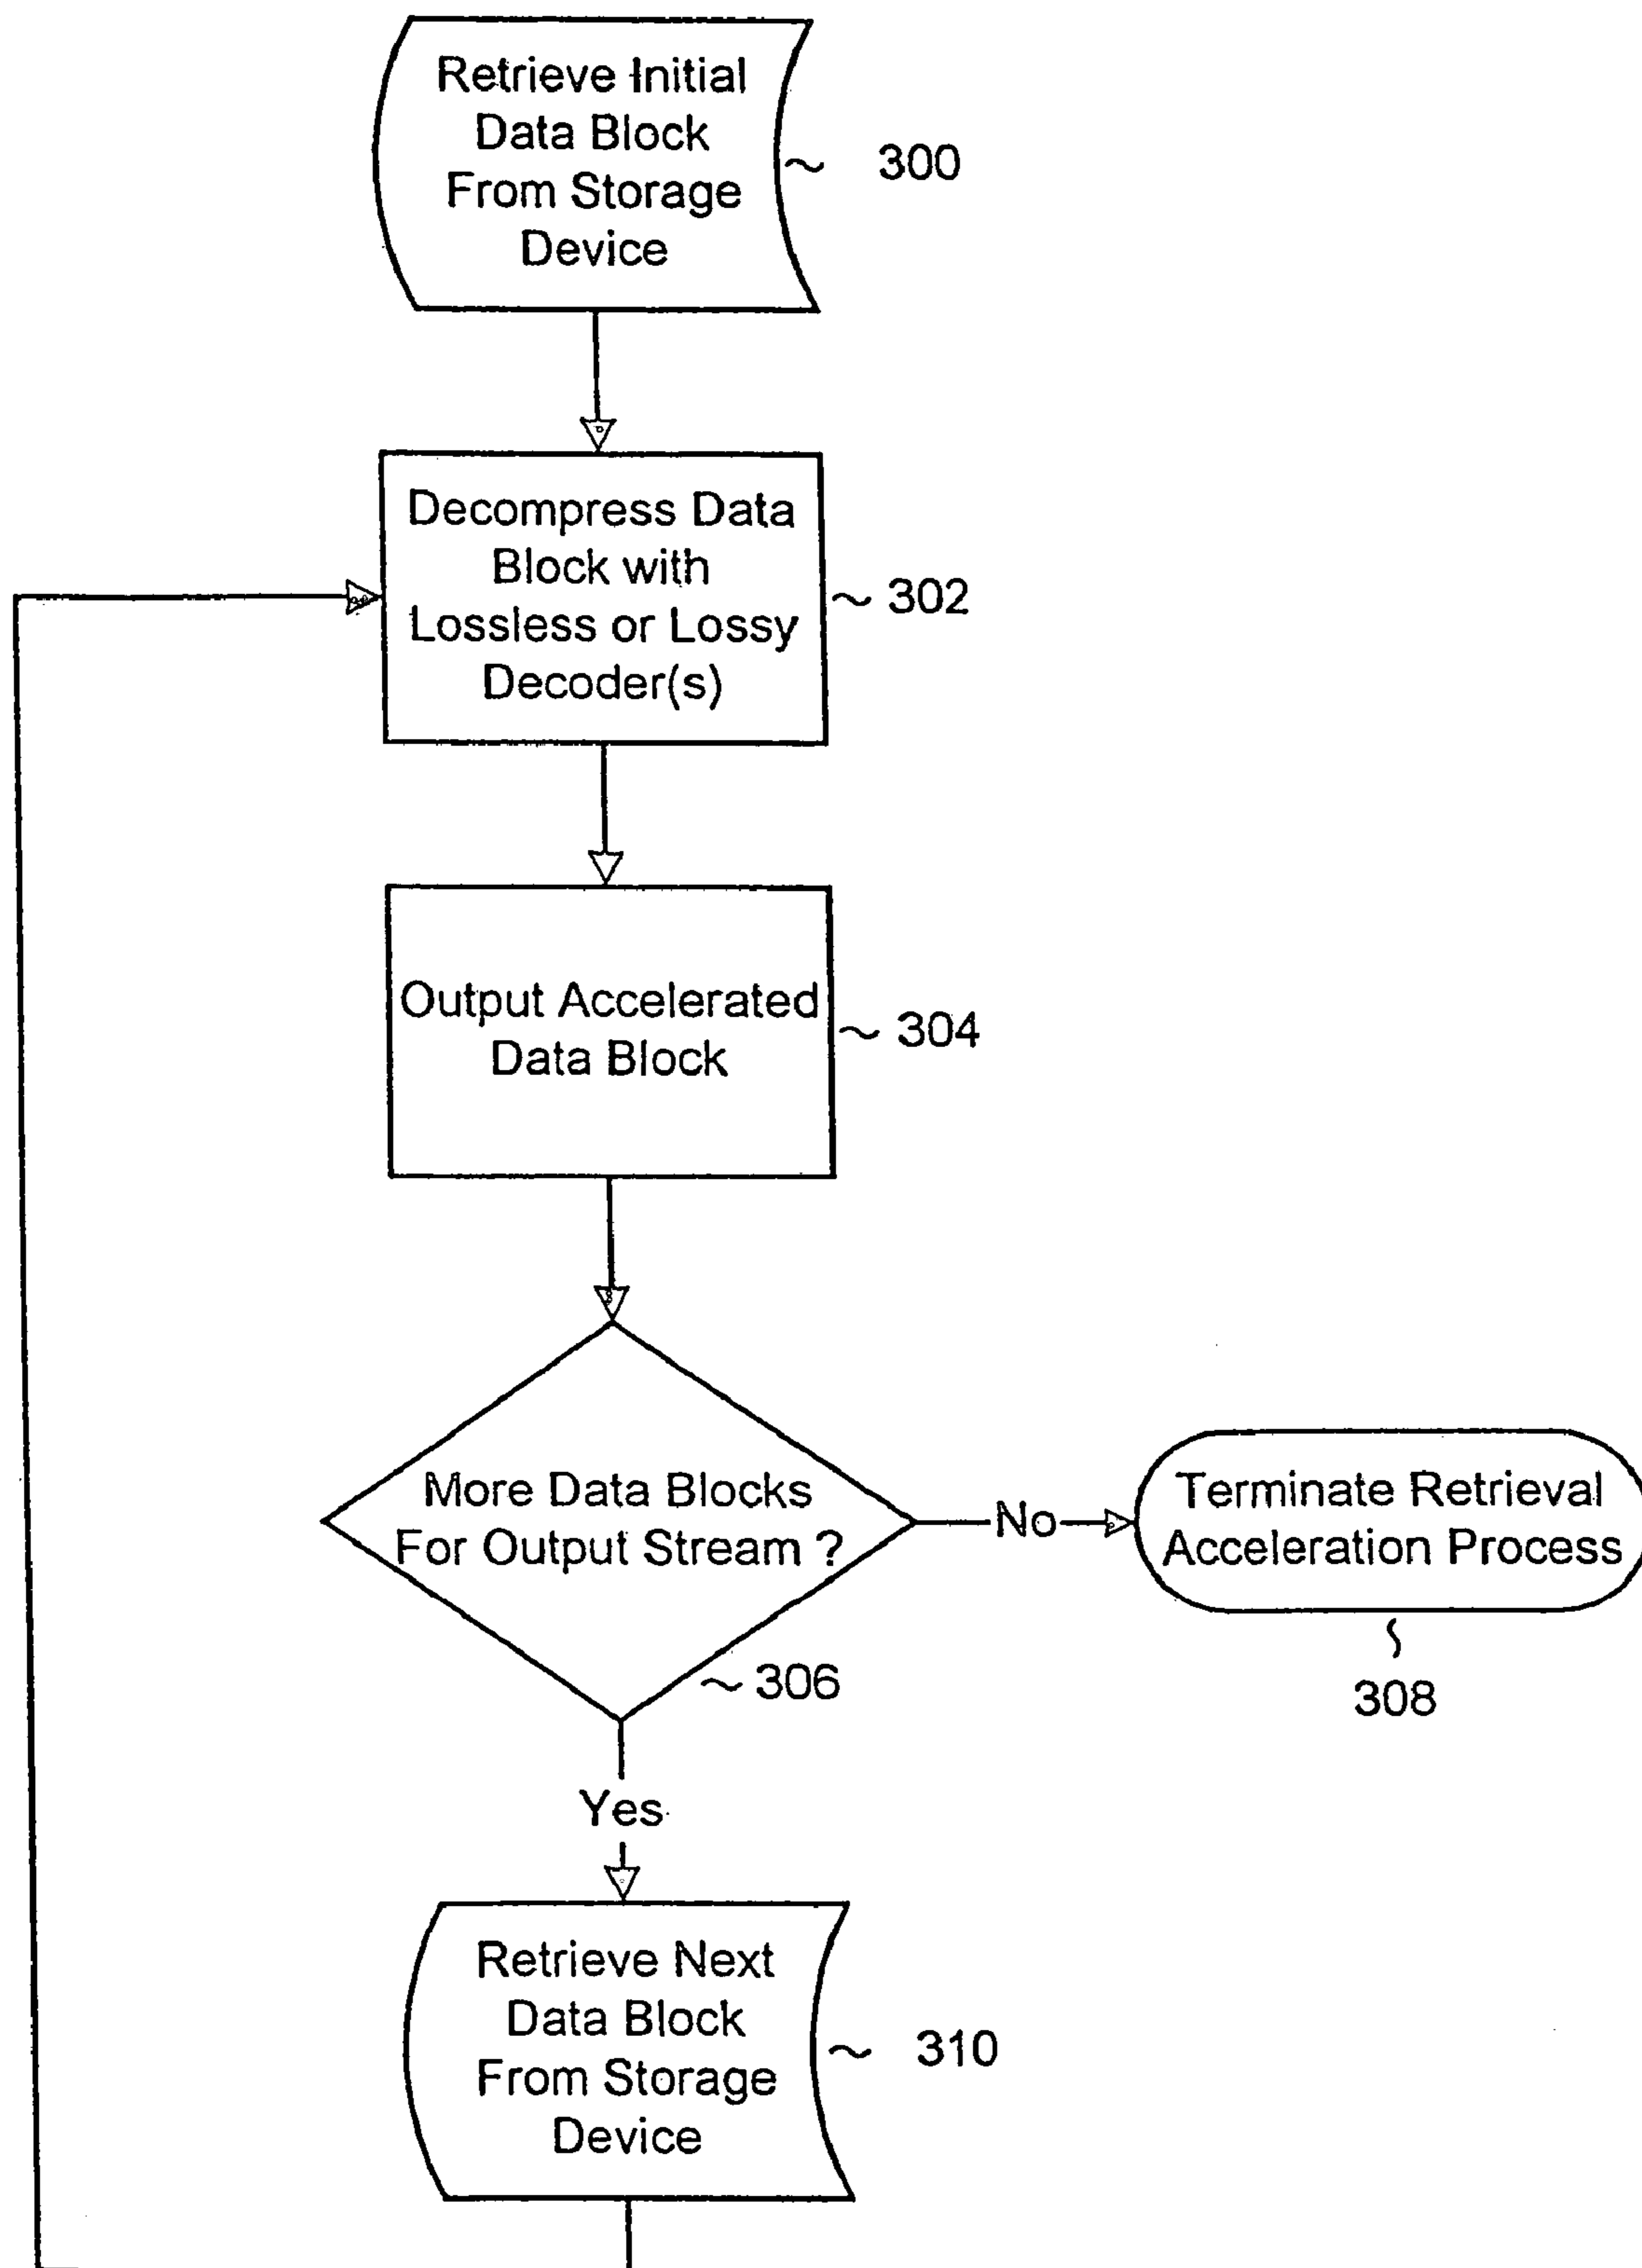 Retrieve Initial
Data Block
From Storage
Device
300
Decompress Data
Block with
Lossless or Lossy
Decoder(s)
302
Output Accelerated
Data Block
304
More Data Blocks
For Output Stream ?
306
No
Terminate Retrieval
Acceleration Process
308
Yes
Retrieve Next
Data Block
From Storage
Device
310